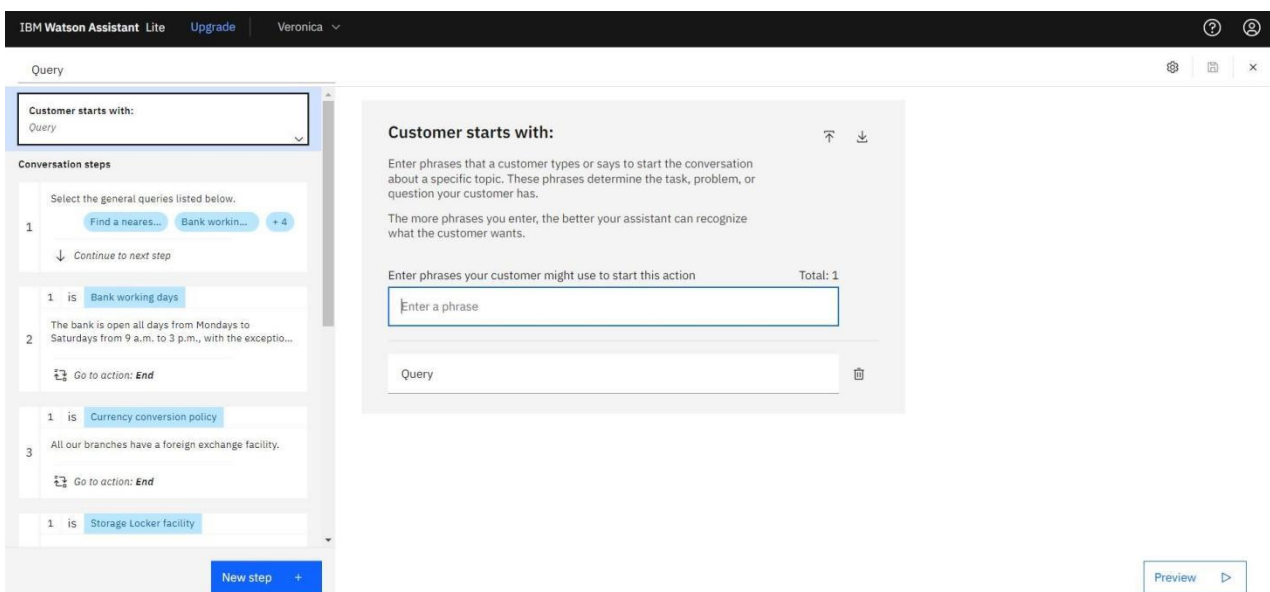 IBM Watson Assistant Lite Upgrade Veronica
Query
Customer starts with:
Query
Conversation steps
1
Select the general queries listed below.
Find a neares... Bank workin... + 4
Continue to next step
2
1 is Bank working days
The bank is open all days from Mondays to
Saturdays from 9 a.m. to 3 p.m., with the exceptio...
Go to action: End
3
1 is Currency conversion policy
All our branches have a foreign exchange facility.
Go to action: End
1 is Storage Locker facility
New step +
Customer starts with:
Enter phrases that a customer types or says to start the conversation
about a specific topic. These phrases determine the task, problem, or
question your customer has.
The more phrases you enter, the better your assistant can recognize
what the customer wants.
Enter phrases your customer might use to start this action Total: 1
Enter a phrase
Query
Preview